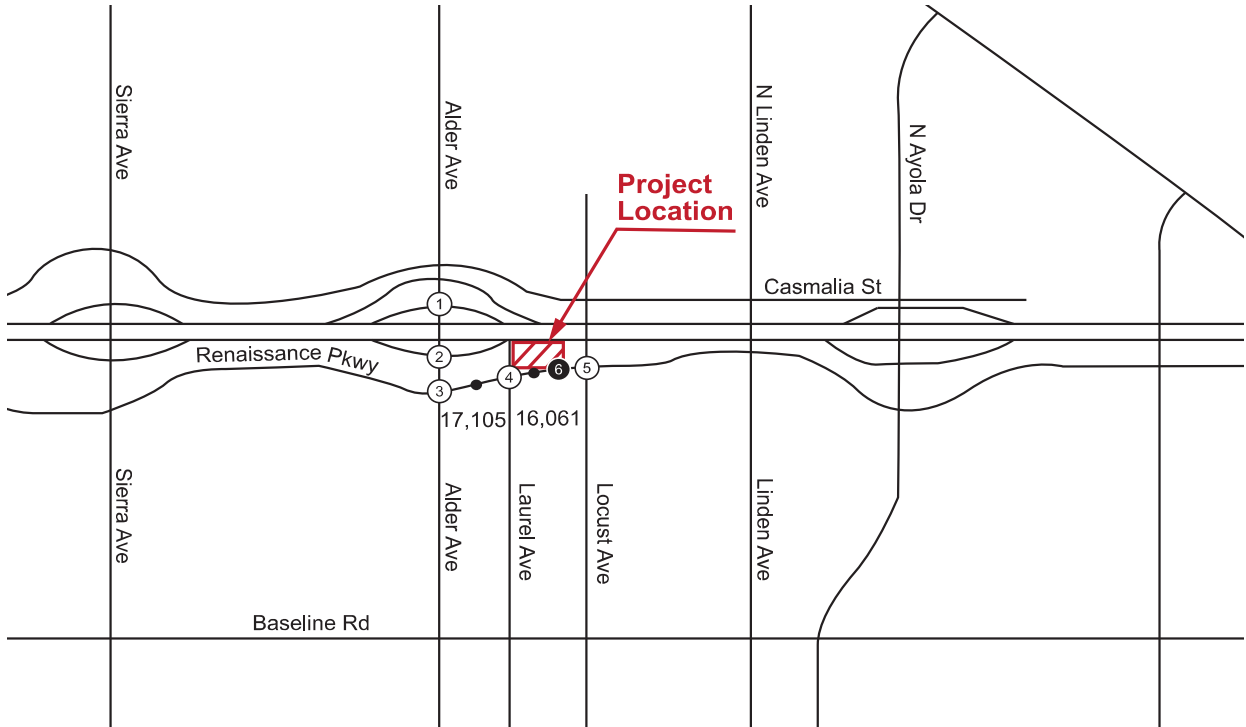 Sierra Ave
Alder Ave
N Linden Ave
N Ayola Dr
Project
Location
Casmalia St
1
Renaissance Pkwy
2
3
4
6
5
17,105
16,061
Sierra Ave
Alder Ave
Laurel Ave
Locust Ave
Linden Ave
Baseline Rd